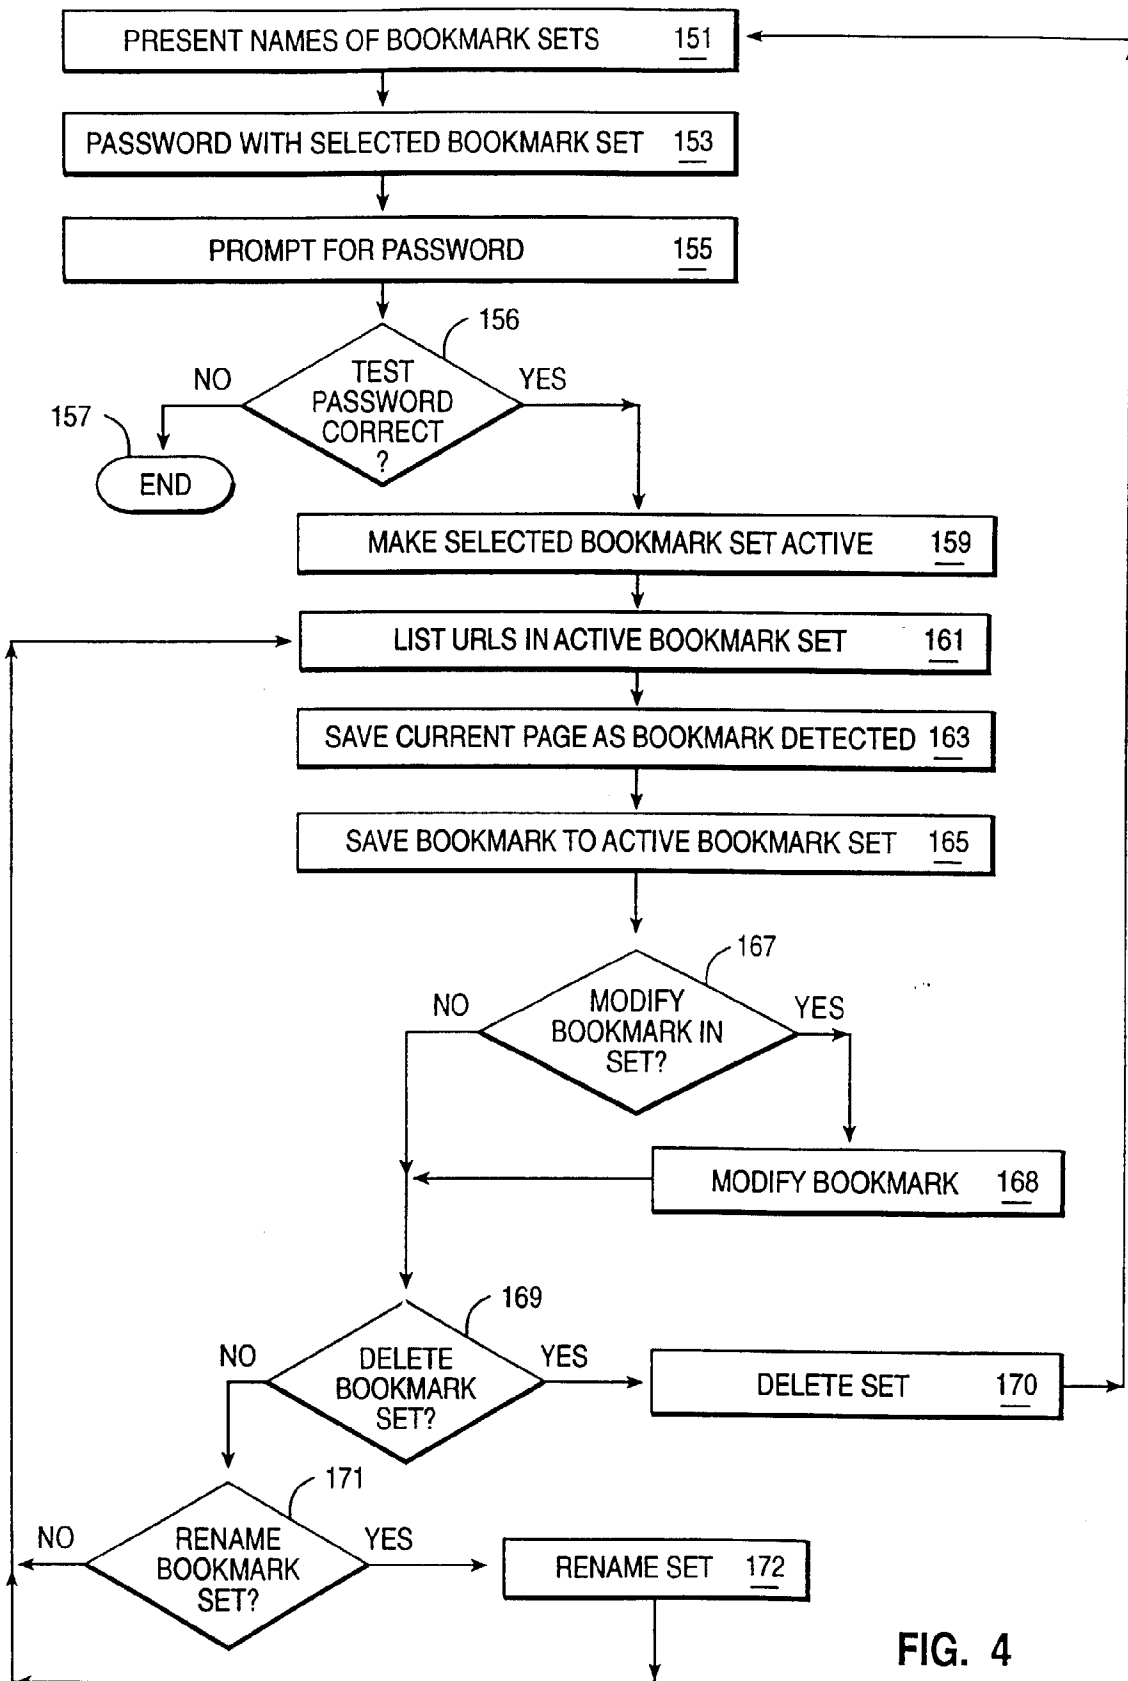 PRESENT NAMES OF BOOKMARK SETS 151
PASSWORD WITH SELECTED BOOKMARK SET 153
PROMPT FOR PASSWORD 155
156
NO
TEST
PASSWORD
CORRECT
?
YES
157
END
MAKE SELECTED BOOKMARK SET ACTIVE 159
LIST URLS IN ACTIVE BOOKMARK SET 161
SAVE CURRENT PAGE AS BOOKMARK DETECTED 163
SAVE BOOKMARK TO ACTIVE BOOKMARK SET 165
167
NO
MODIFY
BOOKMARK IN
SET?
YES
MODIFY BOOKMARK 168
169
NO
DELETE
BOOKMARK
SET?
YES
DELETE SET 170
171
NO
RENAME
BOOKMARK
SET?
YES
RENAME SET 172
FIG. 4